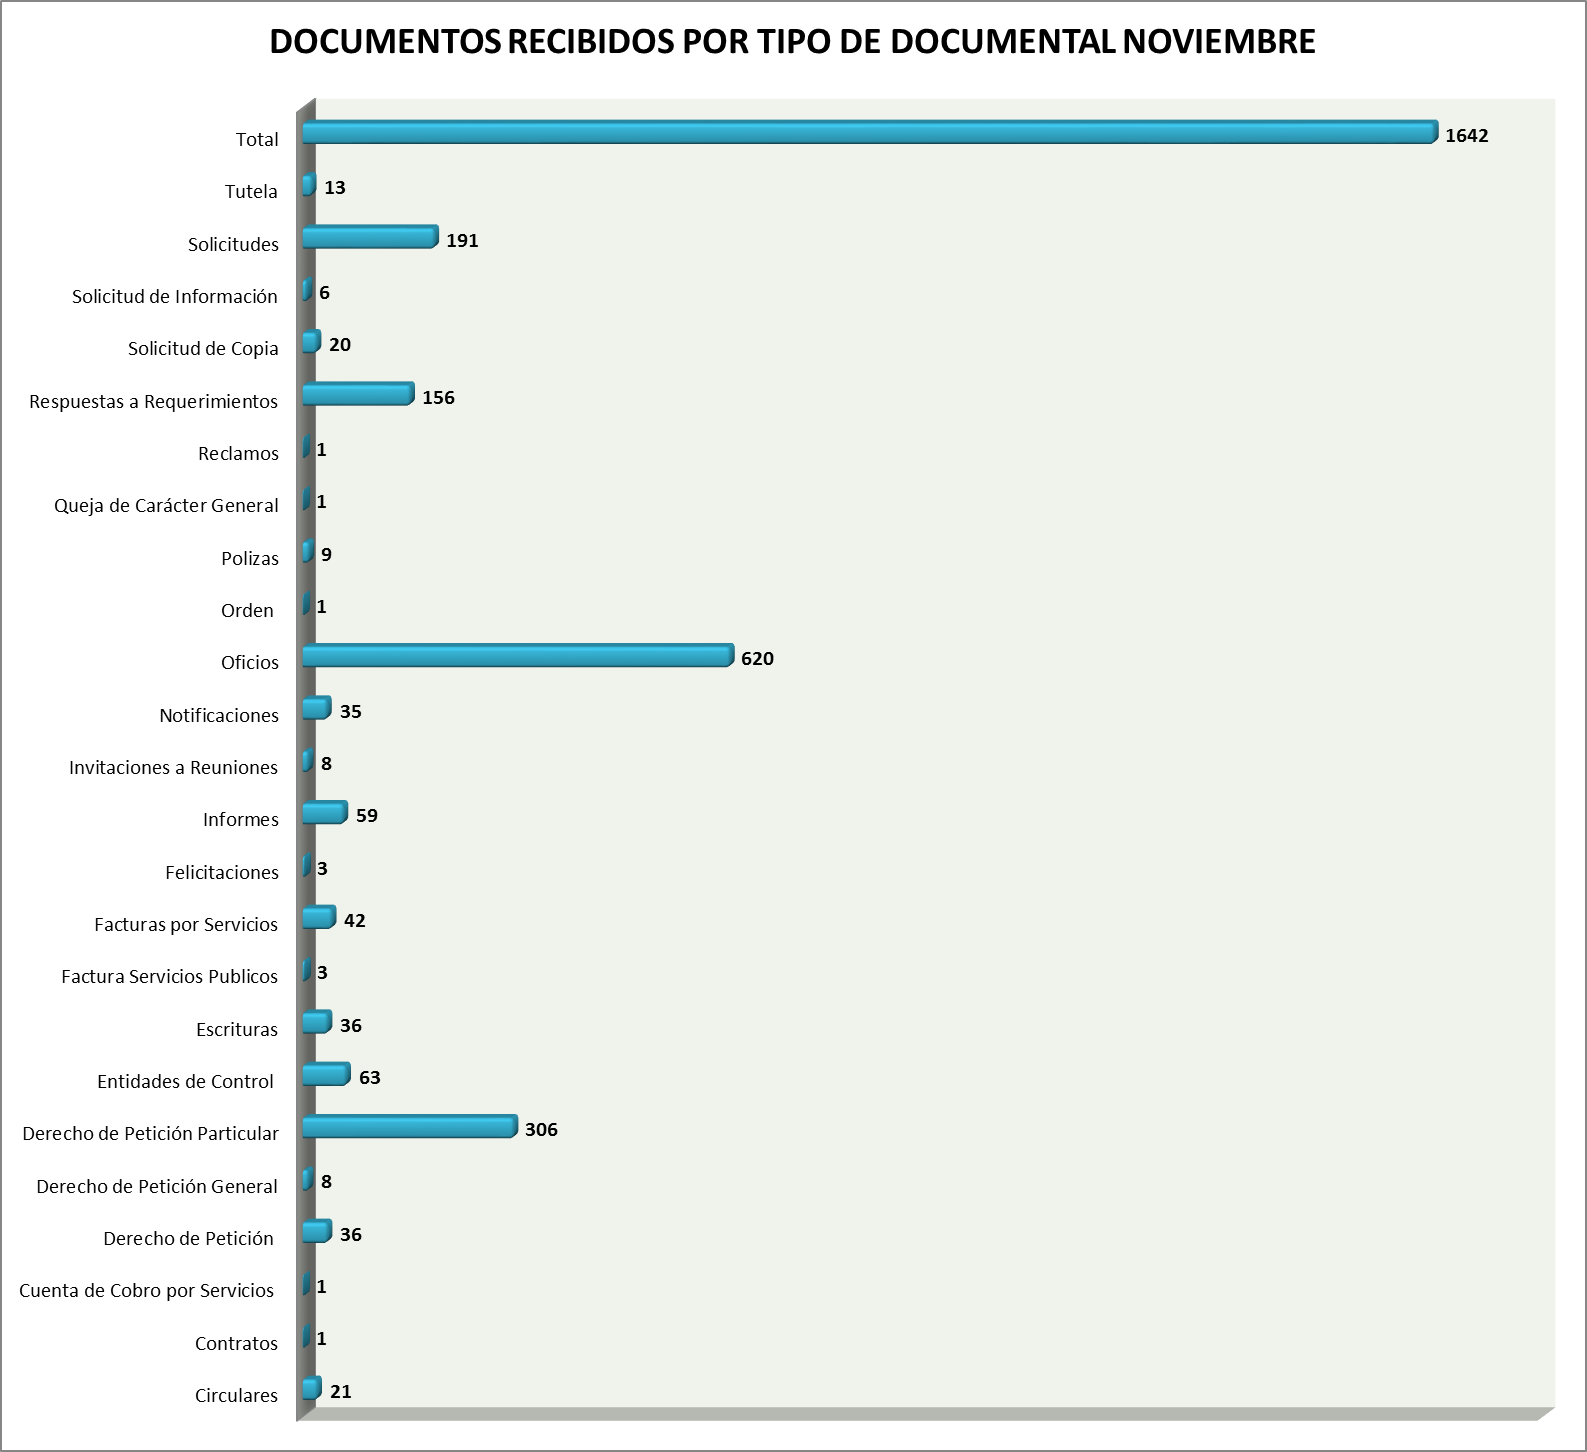 DOCUMENTOS RECIBIDOS POR TIPO DE DOCUMENTAL NOVIEMBRE
Total 1642
Tutela 13
Solicitudes 191
Solicitud de Información 6
Solicitud de Copia 20
Respuestas a Requerimientos 156
Reclamos 1
Queja de Carácter General 1
Polizas 9
Orden 1
Oficios 620
Notificaciones 35
Invitaciones a Reuniones 8
Informes 59
Felicitaciones 3
Facturas por Servicios 42
Factura Servicios Publicos 3
Escrituras 36
Entidades de Control 63
Derecho de Petición Particular 306
Derecho de Petición General 8
Derecho de Petición 36
Cuenta de Cobro por Servicios 1
Contratos 1
Circulares 21